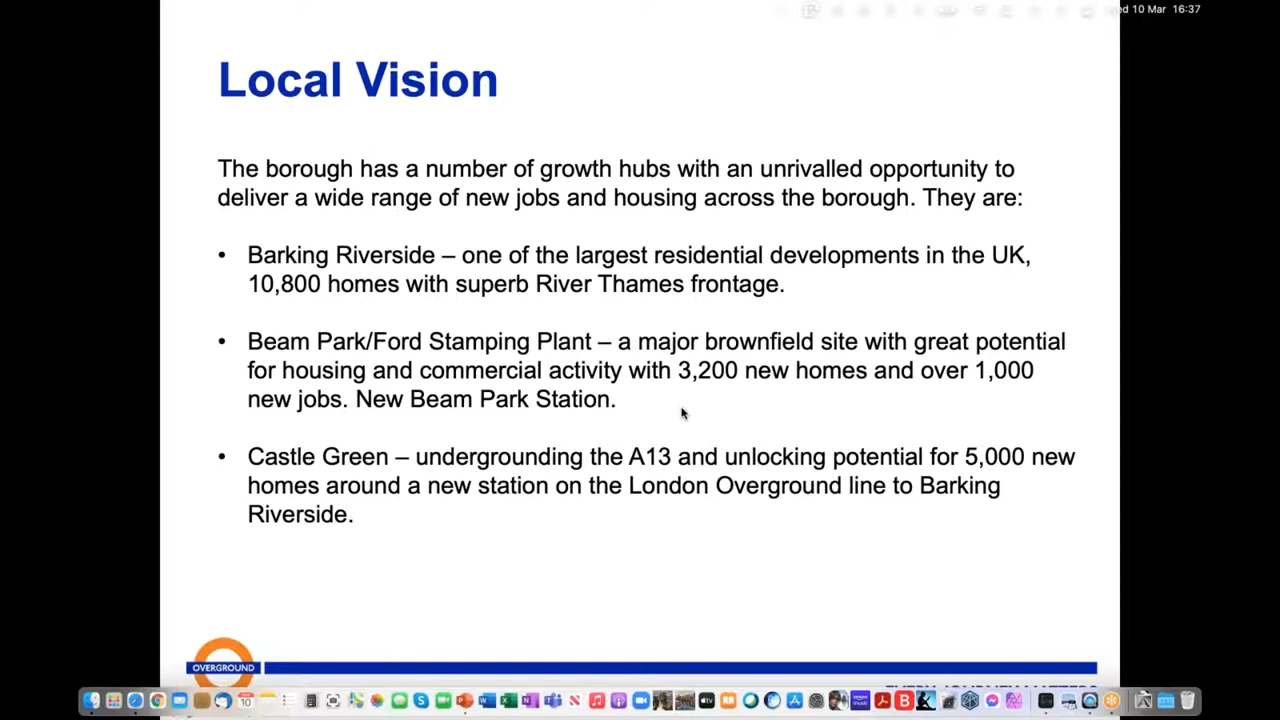 Wed 10 Mar 16:37
Local Vision
The borough has a number of growth hubs with an unrivalled opportunity to
deliver a wide range of new jobs and housing across the borough. They are:
• Barking Riverside – one of the largest residential developments in the UK,
10,800 homes with superb River Thames frontage.
• Beam Park/Ford Stamping Plant – a major brownfield site with great potential
for housing and commercial activity with 3,200 new homes and over 1,000
new jobs. New Beam Park Station.
• Castle Green – undergrounding the A13 and unlocking potential for 5,000 new
homes around a new station on the London Overground line to Barking
Riverside.
OVERGROUND
EVERY JOURNEY MATTERS